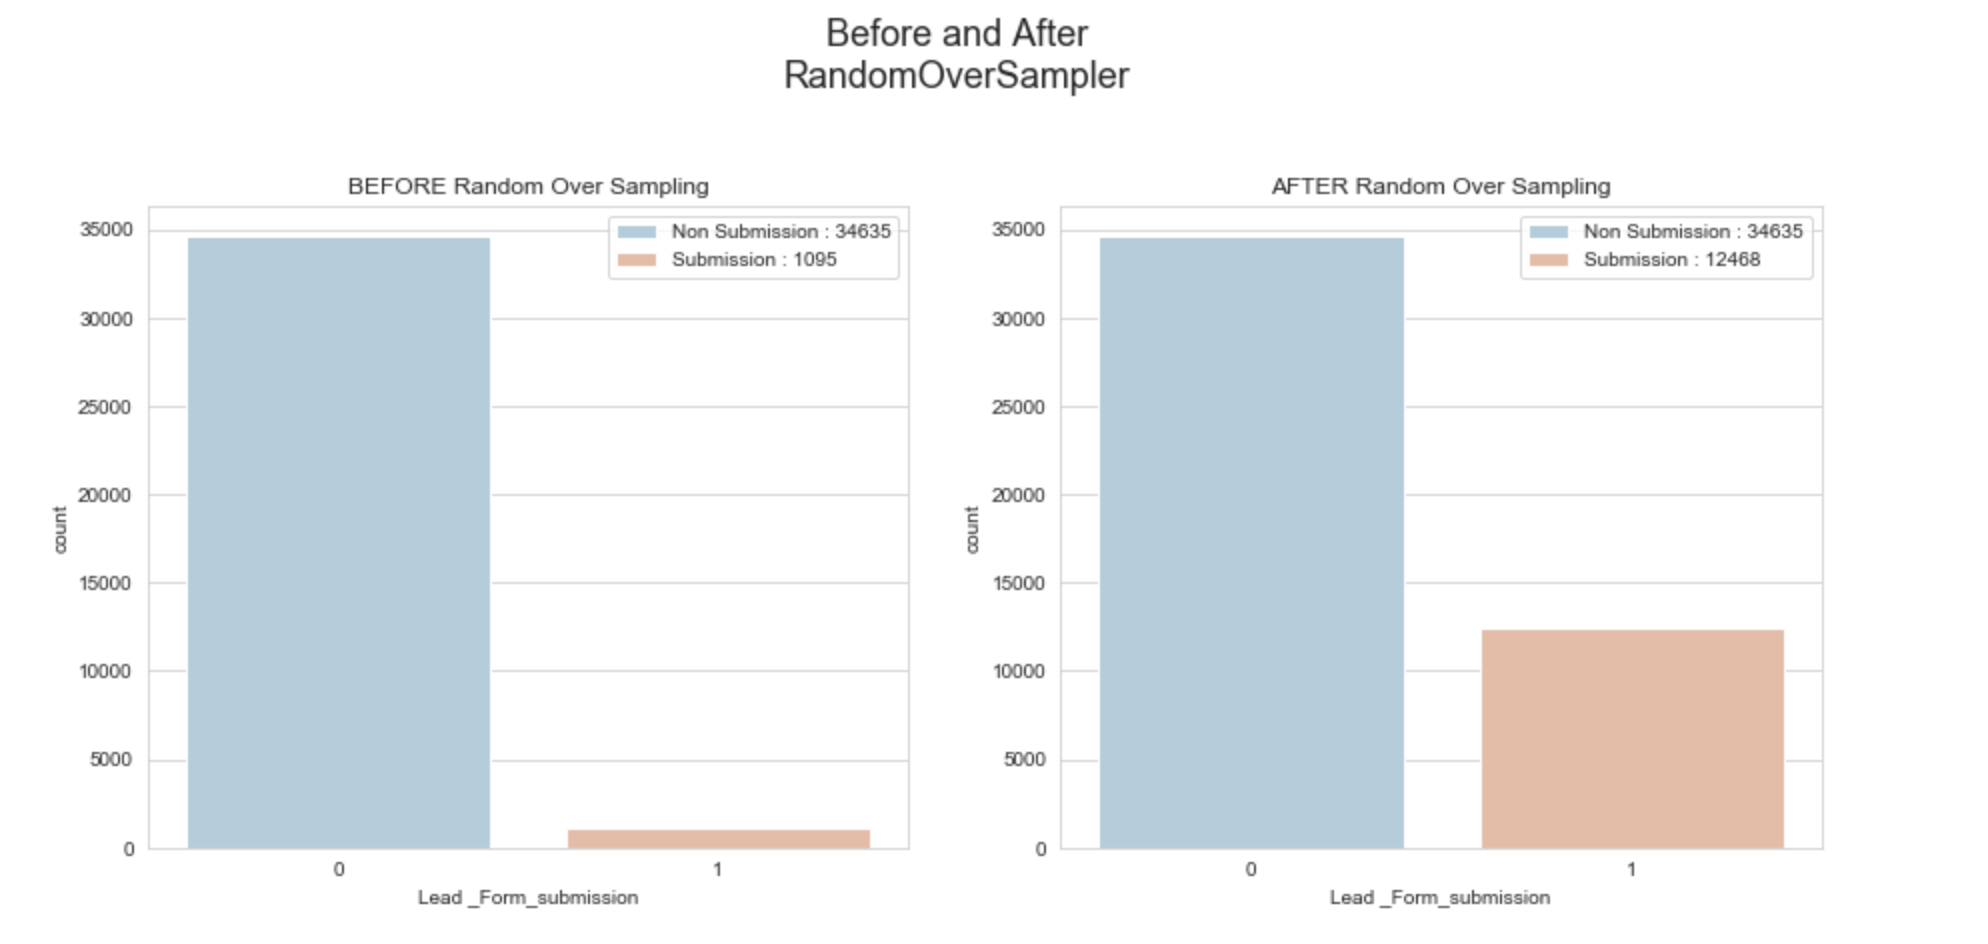 Before and After
RandomOverSampler
BEFORE Random Over Sampling
35000
30000
25000
20000
15000
10000
5000
0
count
Non Submission : 34635
Submission : 1095
0 1
Lead _Form_submission
AFTER Random Over Sampling
35000
30000
25000
20000
15000
10000
5000
0
count
Non Submission : 34635
Submission : 12468
0 1
Lead _Form_submission